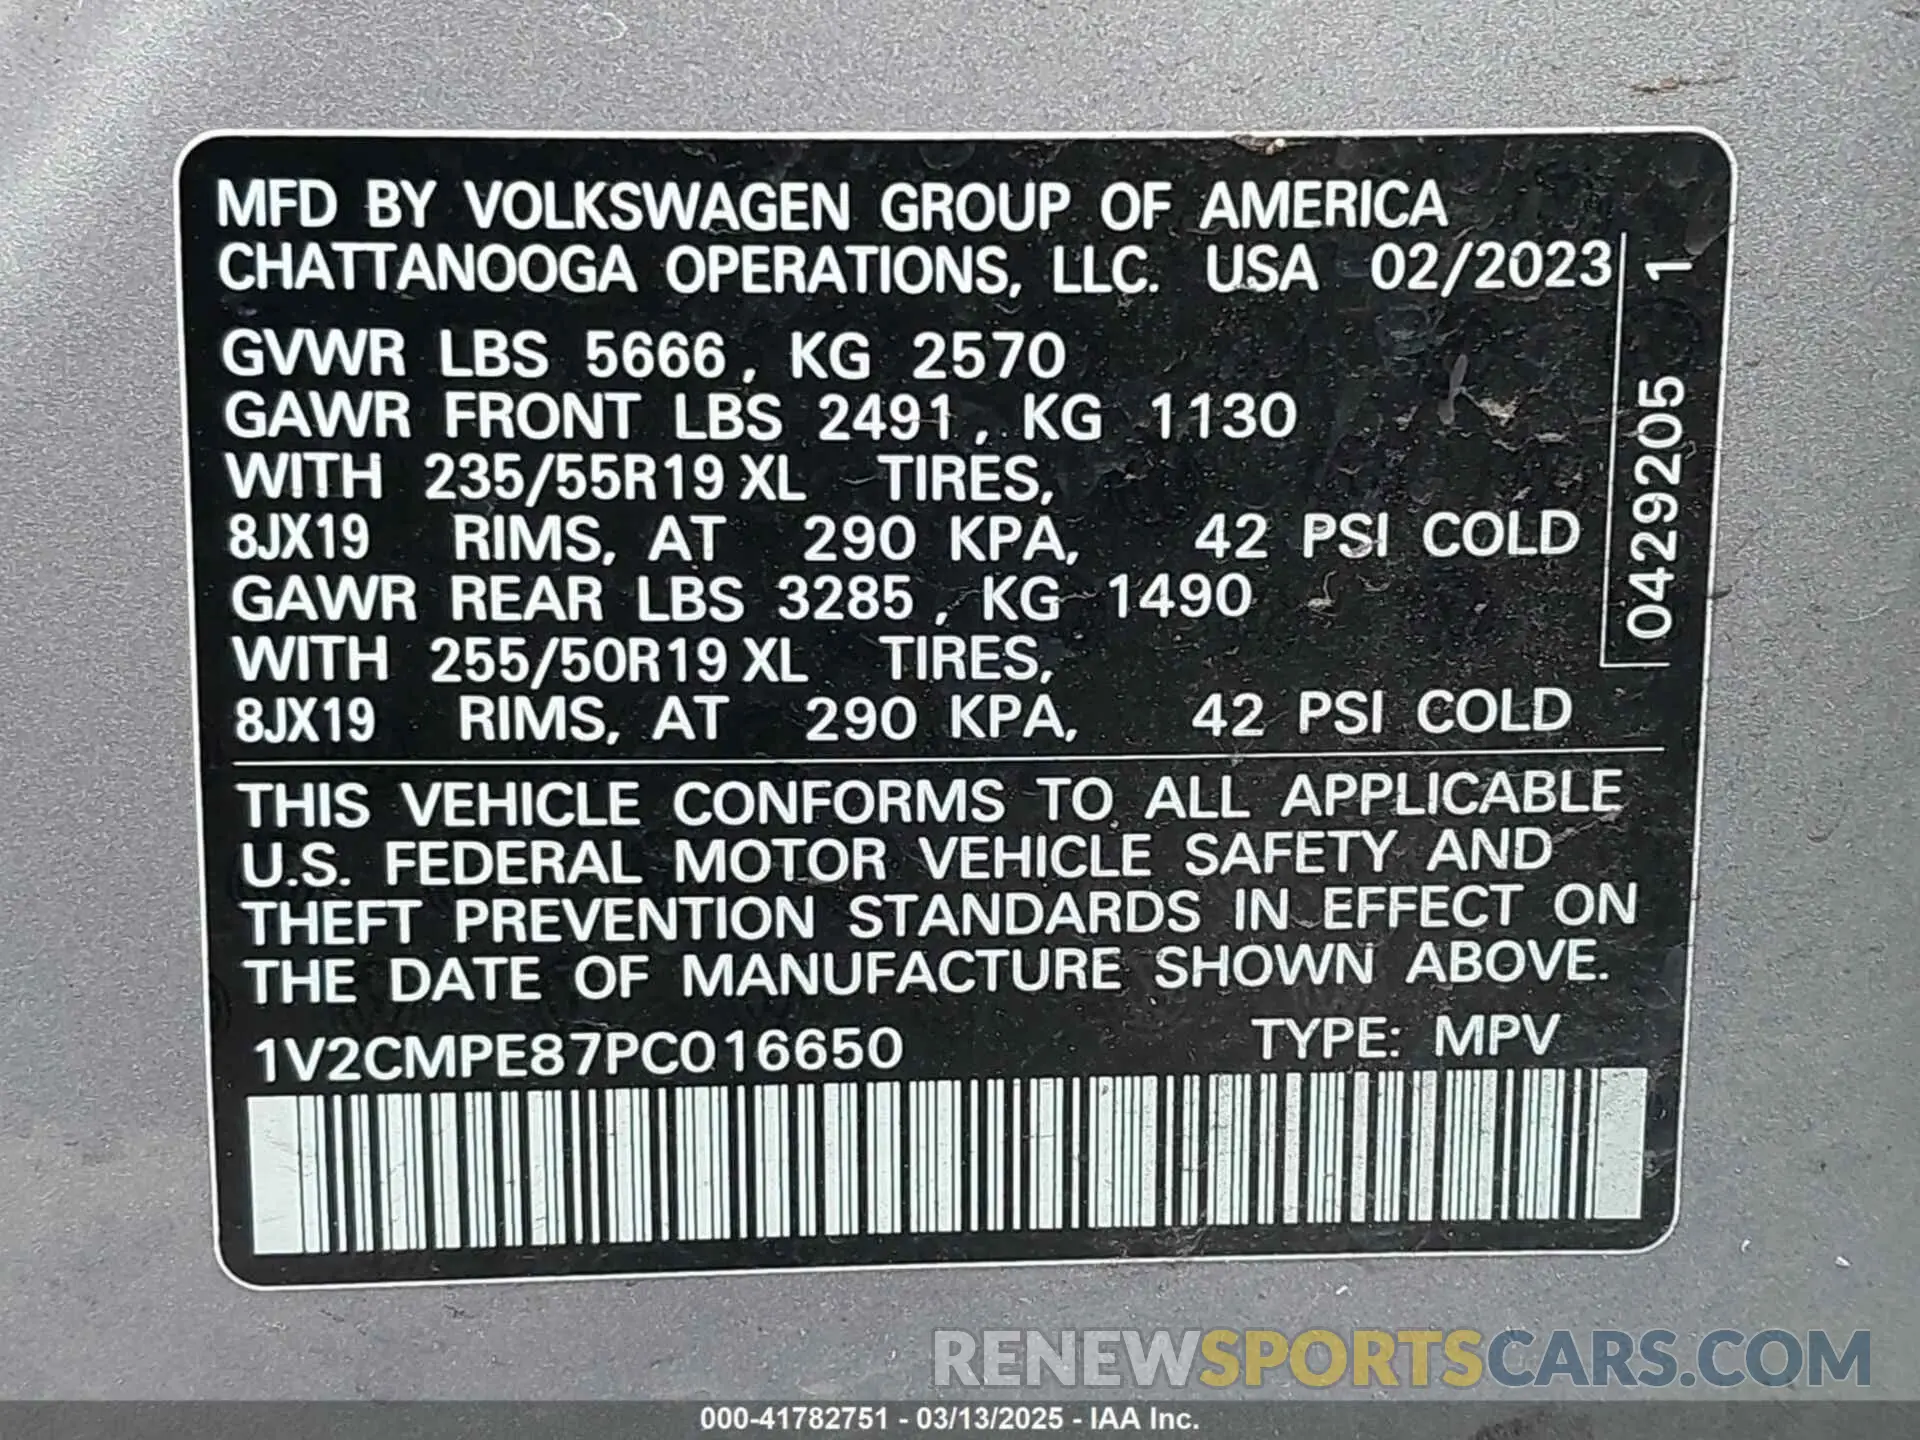 MFD BY VOLKSWAGEN GROUP OF AMERICA
CHATTANOOGA OPERATIONS, LLC. USA 02/2023
GVWR LBS 5666, KG 2570
GAWR FRONT LBS 2491, KG 1130
WITH 235/55R19 XL TIRES,
8JX19 RIMS, AT 290 KPA, 42 PSI COLD
GAWR REAR LBS 3285, KG 1490
WITH 255/50R19 XL TIRES,
8JX19 RIMS, AT 290 KPA, 42 PSI COLD
0429205 1
THIS VEHICLE CONFORMS TO ALL APPLICABLE
U.S. FEDERAL MOTOR VEHICLE SAFETY AND
THEFT PREVENTION STANDARDS IN EFFECT ON
THE DATE OF MANUFACTURE SHOWN ABOVE.
1V2CMPE87PC016650 TYPE: MPV
RENEWSPORTSCARS.COM
000-41782751 - 03/13/2025 - IAA Inc.